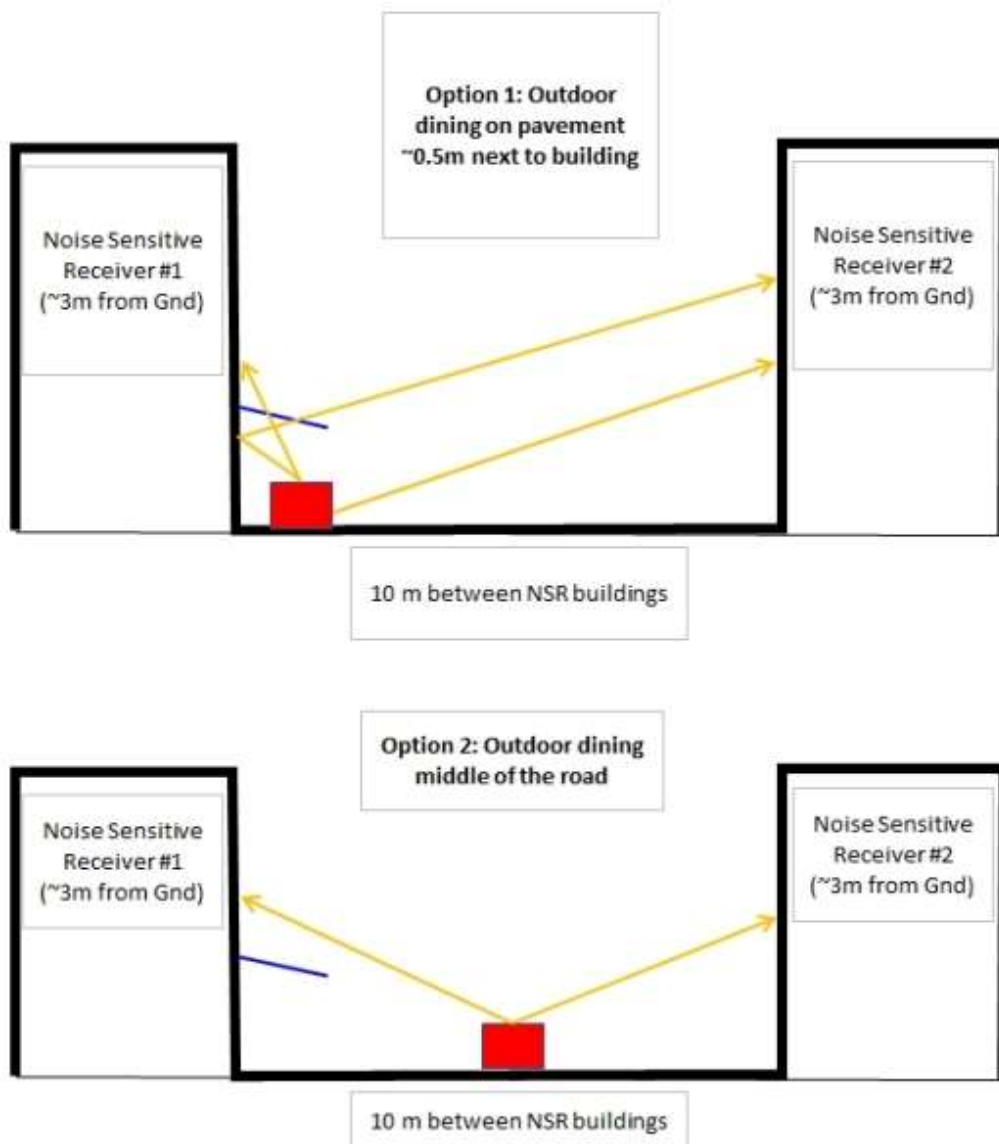 Option 1: Outdoor
dining on pavement
~0.5m next to building
Noise Sensitive
Receiver #1
(~3m from Gnd)
Noise Sensitive
Receiver #2
(~3m from Gnd)
10 m between NSR buildings
Option 2: Outdoor dining
middle of the road
Noise Sensitive
Receiver #1
(~3m from Gnd)
Noise Sensitive
Receiver #2
(~3m from Gnd)
10 m between NSR buildings